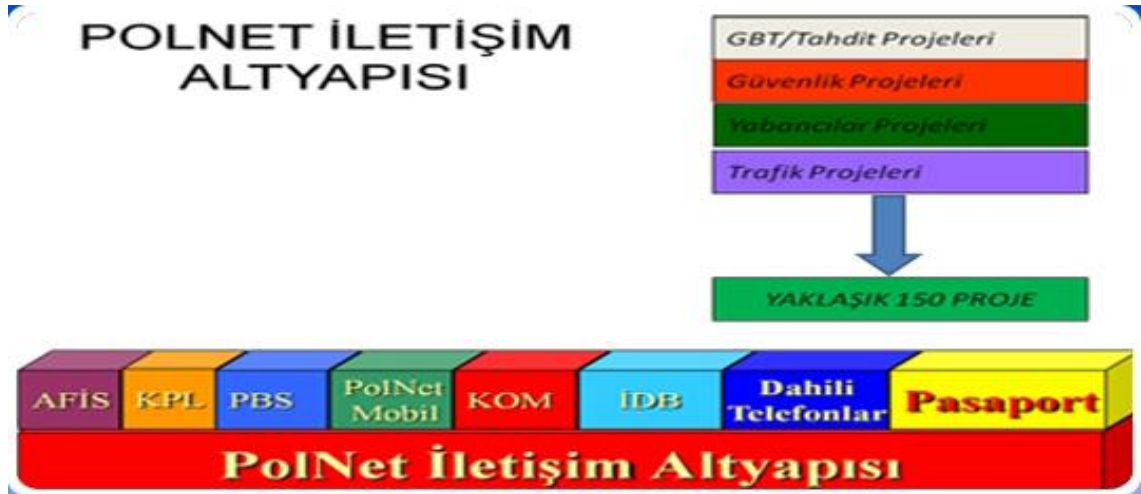 POLNET İLETİŞİM
ALTYAPISI
GBT/Tahdit Projeleri
Güvenlik Projeleri
Yabancılar Projeleri
Trafik Projeleri
YAKLAŞIK 150 PROJE
AFİS
KPL
PBS
PolNet
Mobil
KOM
İDB
Dahili
Telefonlar
Pasaport
PolNet İletişim Altyapısı